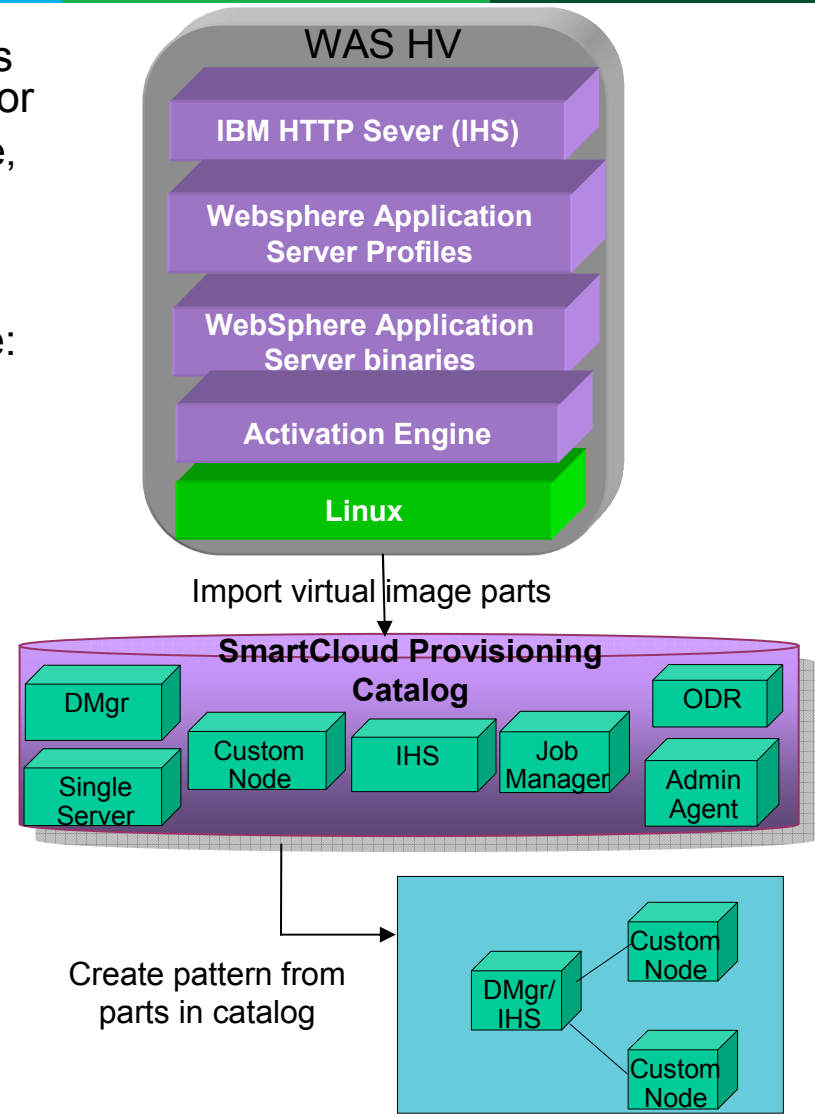 s
or
e,
e:
WAS HV
IBM HTTP Sever (IHS)
Websphere Application
Server Profiles
WebSphere Application
Server binaries
Activation Engine
Linux
Import virtual image parts
SmartCloud Provisioning
Catalog
DMgr
ODR
Custom
Node
IHS
Job
Manager
Single
Server
Admin
Agent
Create pattern from
parts in catalog
Custom
Node
DMgr/
IHS
Custom
Node